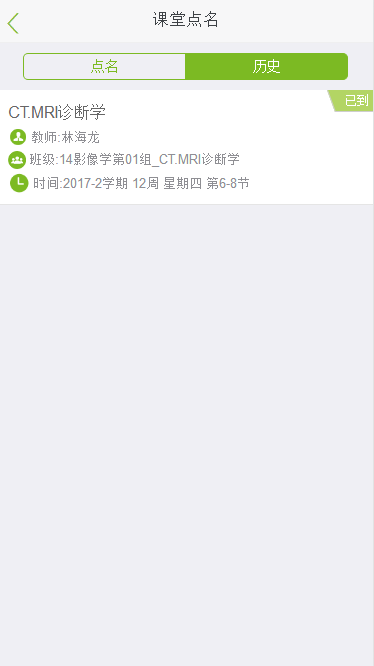 课堂点名
点名
历史
已到
CT.MRI诊断学
教师:林海龙
班级:14影像学第01组_CT.MRI诊断学
时间:2017-2学期 12周 星期四 第6-8节